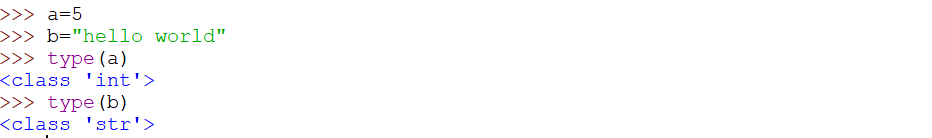 >>> a=5
>>> b="hello world"
>>> type(a)
<class 'int'>
>>> type(b)
<class 'str'>